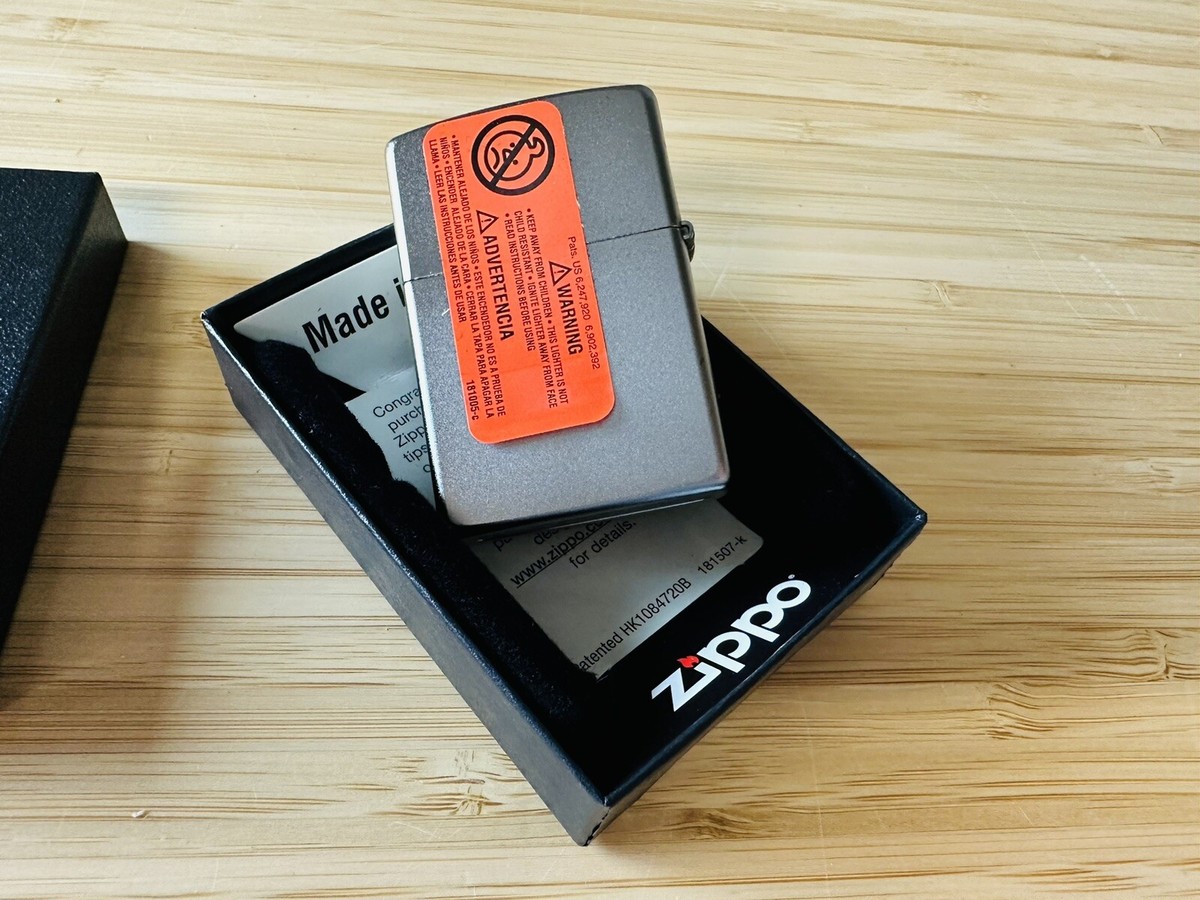 Made i
Congra
purch
Zipp
tips
www.zippo.co
for details.
atented HK1084720B 181507-k
zippo
Pats. US 6,247,920 6,902,392
WARNING
• KEEP AWAY FROM CHILDREN • THIS LIGHTER IS NOT
CHILD RESISTANT • IGNITE LIGHTER AWAY FROM FACE
• READ INSTRUCTIONS BEFORE USING
ADVERTENCIA
• MANTENER ALEJADO DE LOS NIÑOS • ESTE ENCENDEDOR NO ES A PRUEBA DE
NIÑOS • ENCENDER ALEJADO DE LA CARA • CERRAR LA TAPA PARA APAGAR LA
LLAMA • LEER LAS INSTRUCCIONES ANTES DE USAR
181005-c